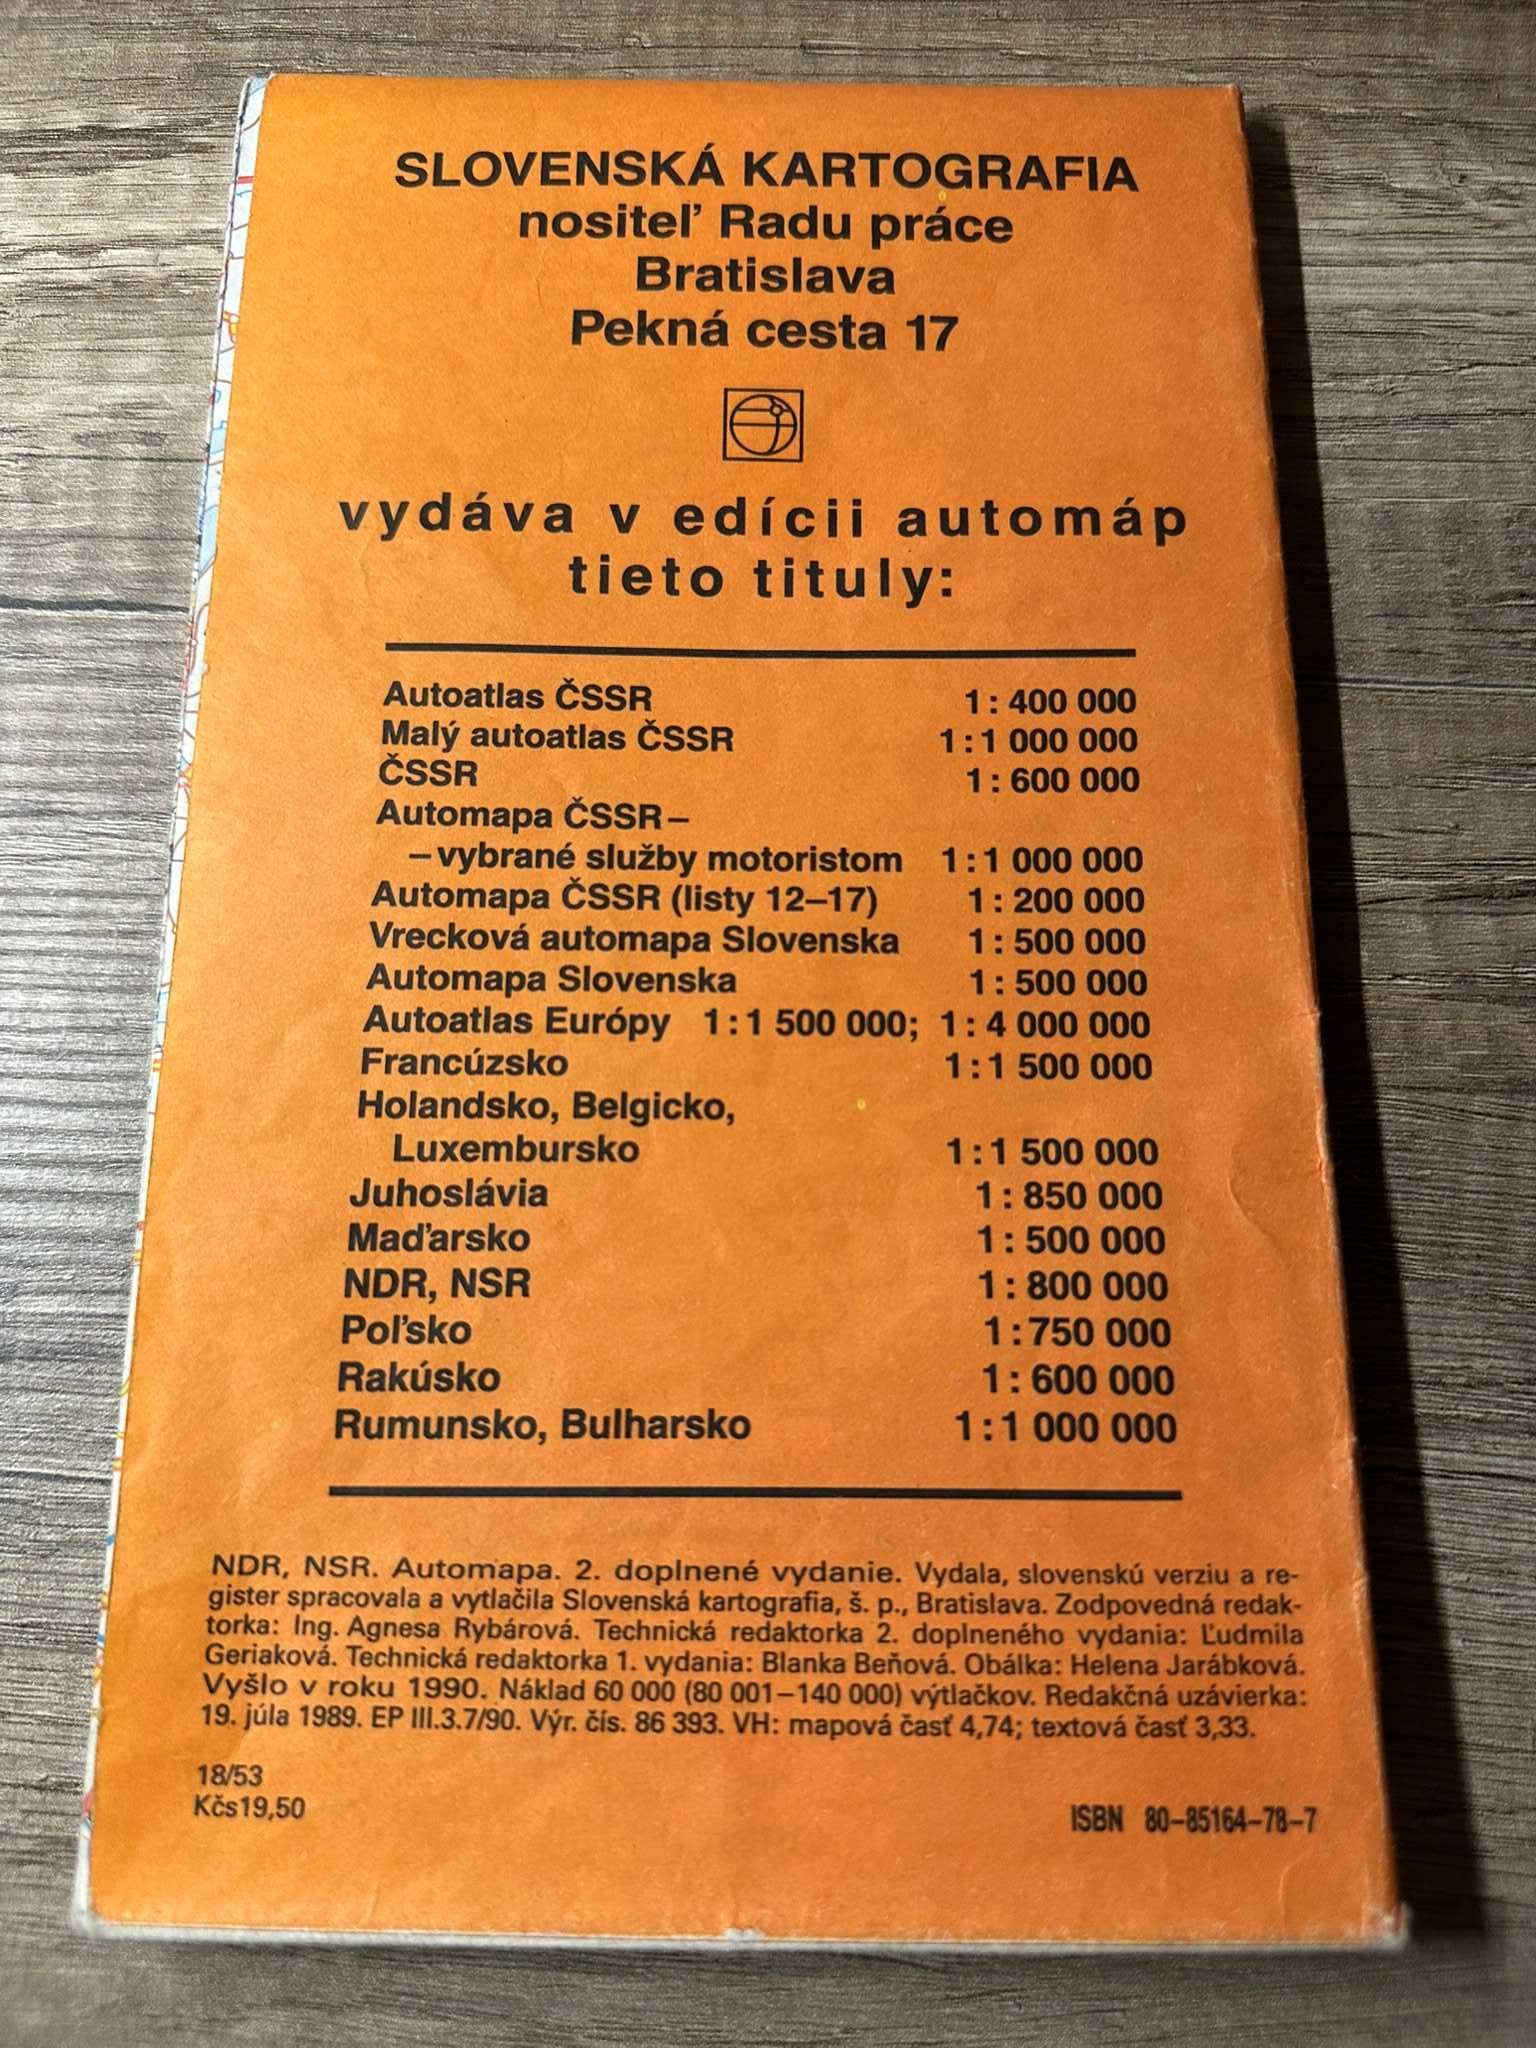 SLOVENSKÁ KARTOGRAFIA
nositeľ Radu práce
Bratislava
Pekná cesta 17
vydáva v edícii automáp
tieto tituly:
Autoatlas ČSSR 1 : 400 000
Malý autoatlas ČSSR 1 : 1 000 000
ČSSR 1 : 600 000
Automapa ČSSR –
– vybrané služby motoristom 1 : 1 000 000
Automapa ČSSR (listy 12–17) 1 : 200 000
Vrecková automapa Slovenska 1 : 500 000
Automapa Slovenska 1 : 500 000
Autoatlas Európy 1 : 1 500 000; 1 : 4 000 000
Francúzsko 1 : 1 500 000
Holandsko, Belgicko,
Luxembursko 1 : 1 500 000
Juhoslávia 1 : 850 000
Maďarsko 1 : 500 000
NDR, NSR 1 : 800 000
Poľsko 1 : 750 000
Rakúsko 1 : 600 000
Rumunsko, Bulharsko 1 : 1 000 000
NDR, NSR. Automapa. 2. doplnené vydanie. Vydala, slovenskú verziu a re-
gister spracovala a vytlačila Slovenská kartografia, š. p., Bratislava. Zodpovedná redak-
torka: Ing. Agnesa Rybárová. Technická redaktorka 2. doplneného vydania: Ľudmila
Geriaková. Technická redaktorka 1. vydania: Blanka Beňová. Obálka: Helena Jarábková.
Vyšlo v roku 1990. Náklad 60 000 (80 001–140 000) výtlačkov. Redakčná uzávierka:
19. júla 1989. EP III.3.7/90. Výr. čís. 86 393. VH: mapová časť 4,74; textová časť 3,33.
18/53
Kčs19,50
ISBN 80-85164-78-7